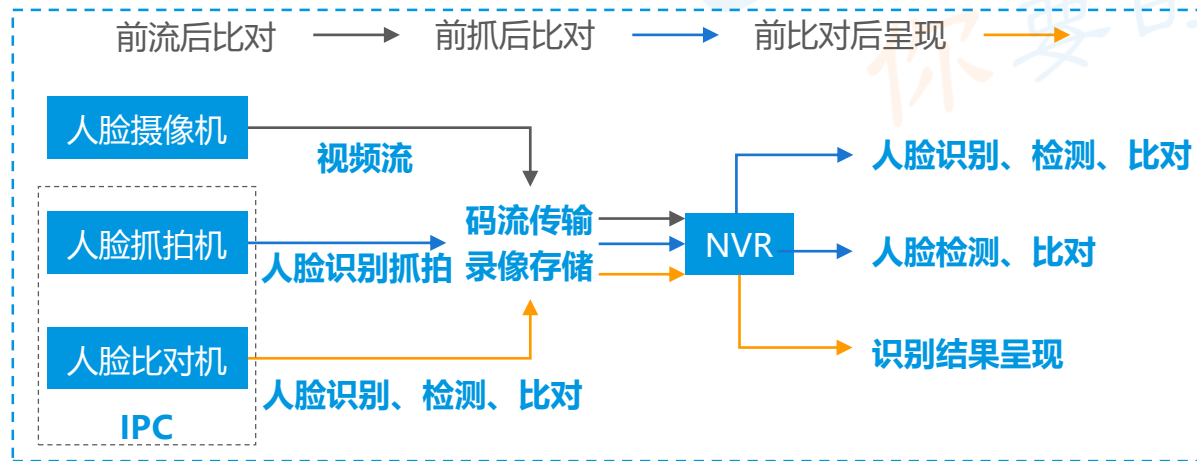 前流后比对
前抓后比对
前比对后呈现
你要的
人脸摄像机
视频流
人脸识别、检测、比对
人脸抓拍机
人脸识别抓拍
码流传输
录像存储
NVR
人脸检测、比对
人脸比对机
人脸识别、检测、比对
识别结果呈现
IPC